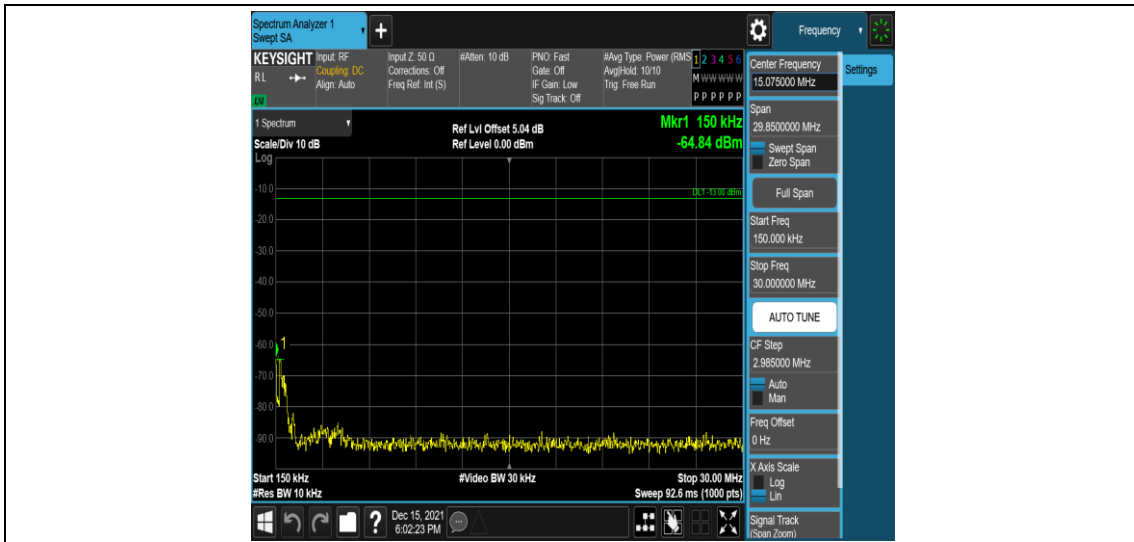 Spectrum Analyzer 1
Swept SA
+
Frequency
KEYSIGHT
RL
LXI
Input: RF
Coupling: DC
Align: Auto
Input Z: 50 Ω
Corrections: Off
Freq Ref: Int (S)
#Atten: 10 dB
PNO: Fast
Gate: Off
IF Gain: Low
Sig Track: Off
#Avg Type: Power (RMS
Avg|Hold: 10/10
Trig: Free Run
1 2 3 4 5 6
M W W W W W
P P P P P P
1 Spectrum
Scale/Div 10 dB
Log
Ref Lvl Offset 5.04 dB
Ref Level 0.00 dBm
Mkr1 150 kHz
-64.84 dBm
DL1 -13.00 dBm
-10.0
-20.0
-30.0
-40.0
-50.0
-60.0
1
-70.0
-80.0
-90.0
Start 150 kHz
#Res BW 10 kHz
#Video BW 30 kHz
Stop 30.00 MHz
Sweep 92.6 ms (1000 pts)
Center Frequency
15.075000 MHz
Settings
Span
29.8500000 MHz
Swept Span
Zero Span
Full Span
Start Freq
150.000 kHz
Stop Freq
30.000000 MHz
AUTO TUNE
CF Step
2.985000 MHz
Auto
Man
Freq Offset
0 Hz
X Axis Scale
Log
Lin
Signal Track
(Span Zoom)
?
Dec 15, 2021
6:02:23 PM